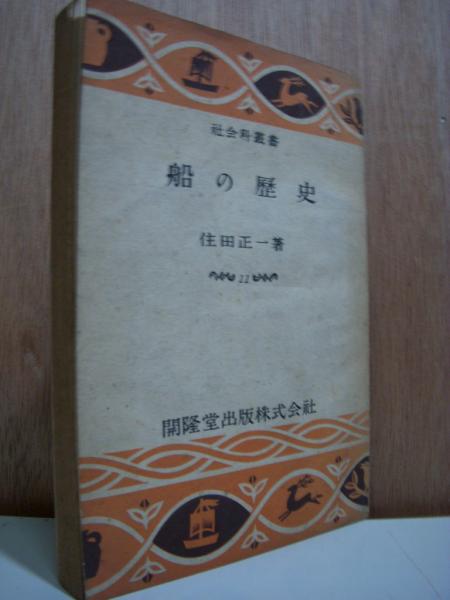 社会科叢書
船の歴史
住田正一著
22
開隆堂出版株式会社